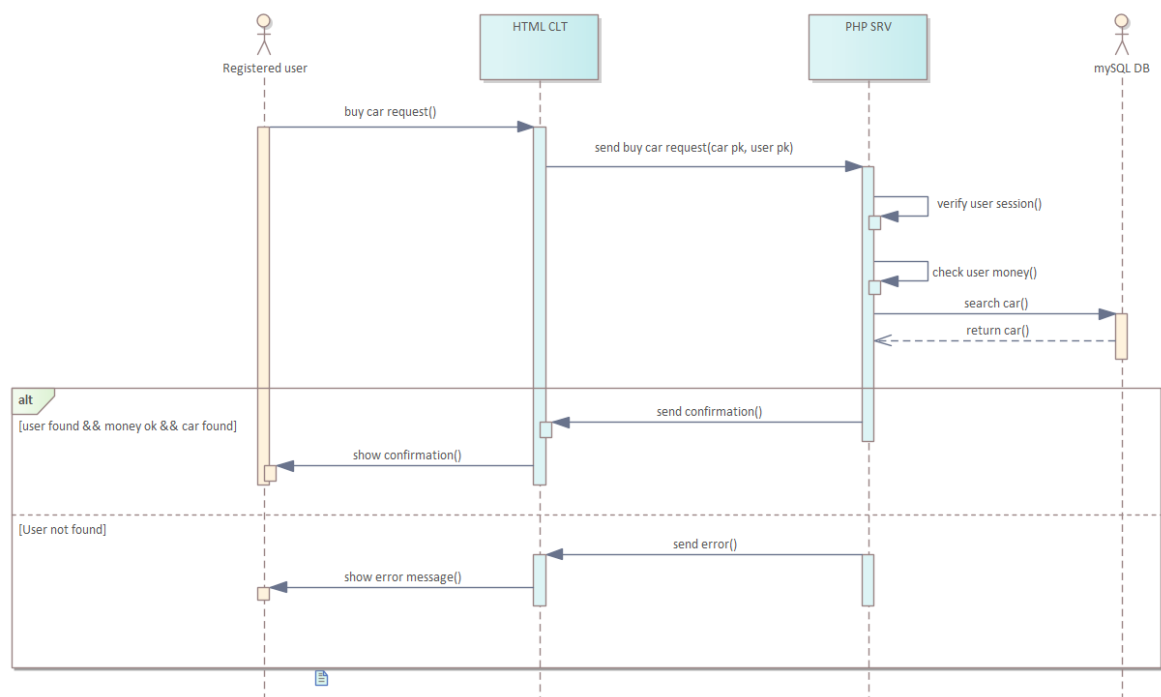 HTML CLT
PHP SRV
Registered user
mySQL DB
buy car request()
send buy car request(car pk, user pk)
verify user session()
check user money()
search car()
return car()
alt
send confirmation()
[user found && money ok && car found]
show confirmation()
[User not found]
send error()
show error message()